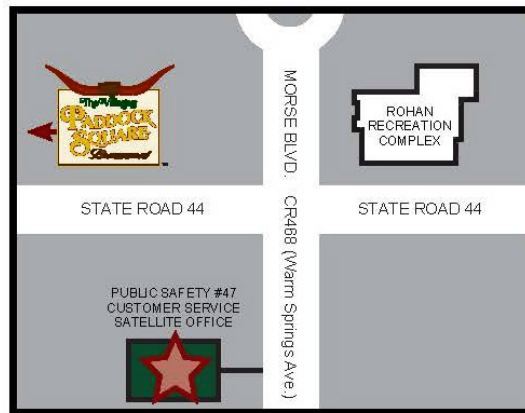 The Villages
PADDOCK
SQUARE
Brownwood
ROHAN
RECREATION
COMPLEX
MORSE BLVD.
STATE ROAD 44
STATE ROAD 44
CR468 (Warm Springs Ave.)
PUBLIC SAFETY #47
CUSTOMER SERVICE
SATELLITE OFFICE